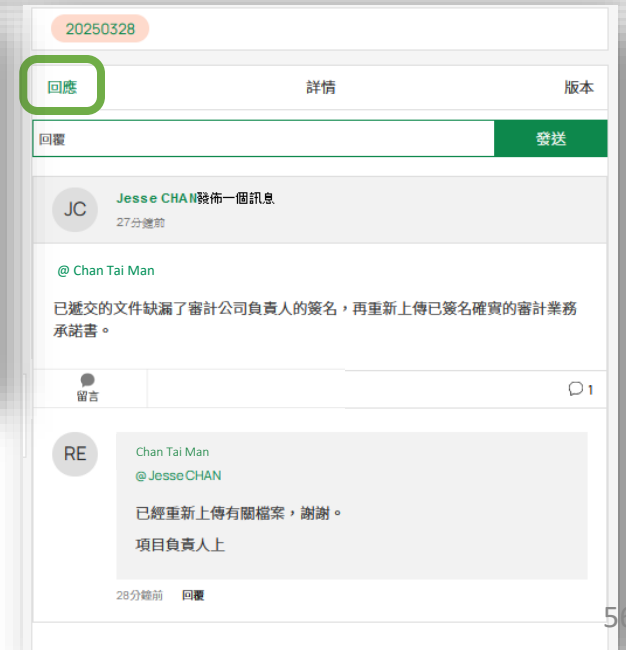 20250328
回應 詳情 版本
回覆 發送
JC
Jesse CHAN發佈一個訊息
27分鐘前
@ Chan Tai Man
已遞交的文件缺漏了審計公司負責人的簽名，再重新上傳已簽名確實的審計業務
承諾書。
留言
1
RE
Chan Tai Man
@JesseCHAN
已經重新上傳有關檔案，謝謝。
項目負責人上
28分鐘前 回覆